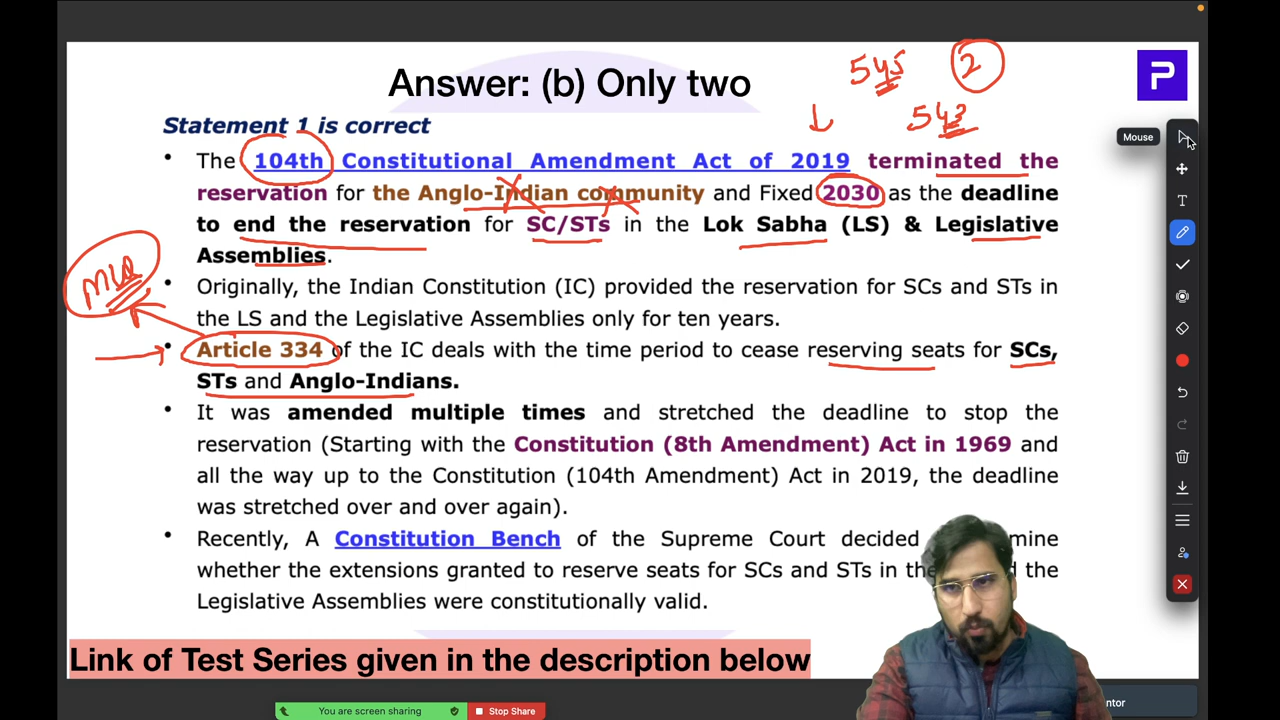 545 2
Answer: (b) Only two
543
P
Mouse
Statement 1 is correct
• The 104th Constitutional Amendment Act of 2019 terminated the
reservation for the Anglo-Indian community and Fixed 2030 as the deadline
to end the reservation for SC/STs in the Lok Sabha (LS) & Legislative
Assemblies.
• Originally, the Indian Constitution (IC) provided the reservation for SCs and STs in
the LS and the Legislative Assemblies only for ten years.
• Article 334 of the IC deals with the time period to cease reserving seats for SCs,
STs and Anglo-Indians.
• It was amended multiple times and stretched the deadline to stop the
reservation (Starting with the Constitution (8th Amendment) Act in 1969 and
all the way up to the Constitution (104th Amendment) Act in 2019, the deadline
was stretched over and over again).
• Recently, A Constitution Bench of the Supreme Court decided mine
whether the extensions granted to reserve seats for SCs and STs in the the
Legislative Assemblies were constitutionally valid.
Link of Test Series given in the description below
You are screen sharing Stop Share